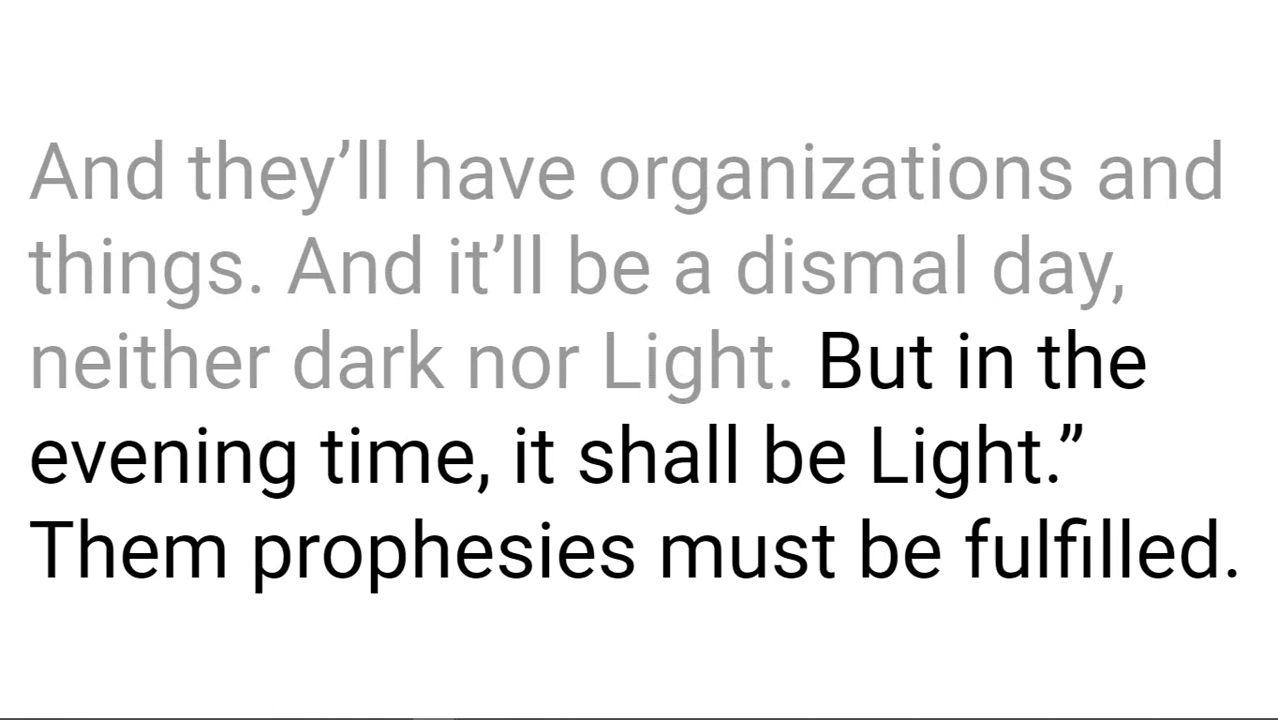 And they’ll have organizations and
things. And it’ll be a dismal day,
neither dark nor Light. But in the
evening time, it shall be Light.”
Them prophesies must be fulfilled.